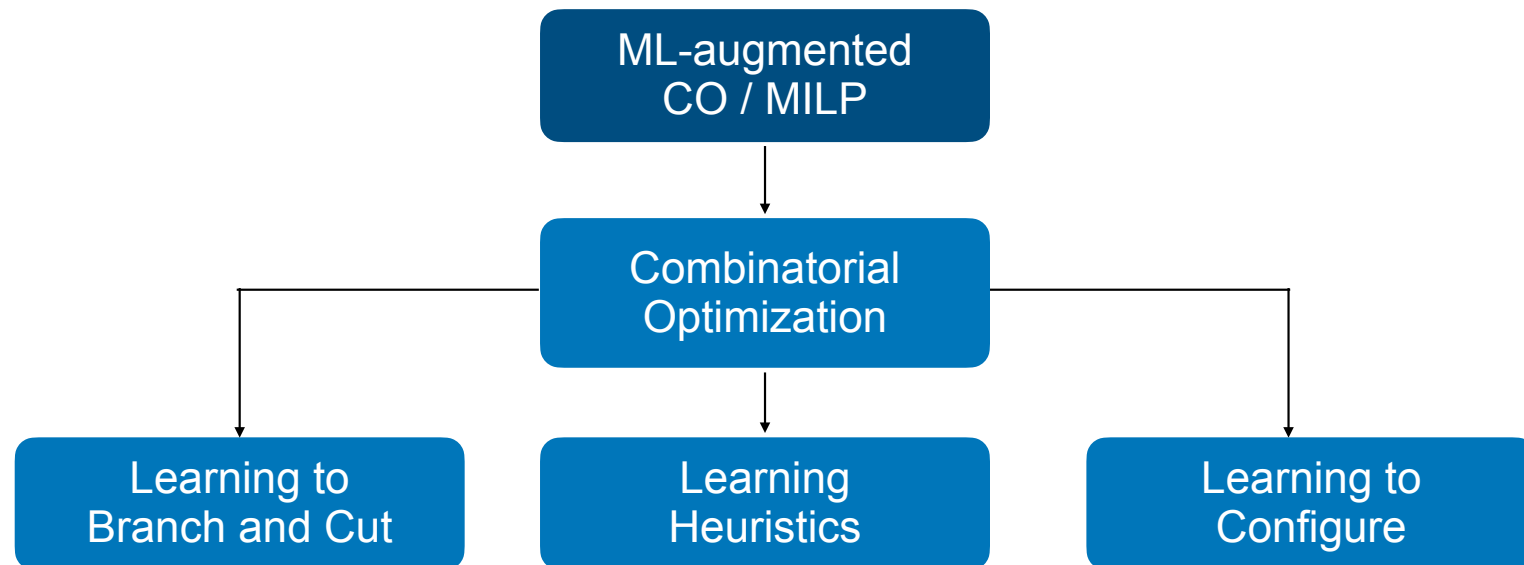 ML-augmented
CO / MILP
Combinatorial
Optimization
Learning to
Branch and Cut
Learning
Heuristics
Learning to
Configure